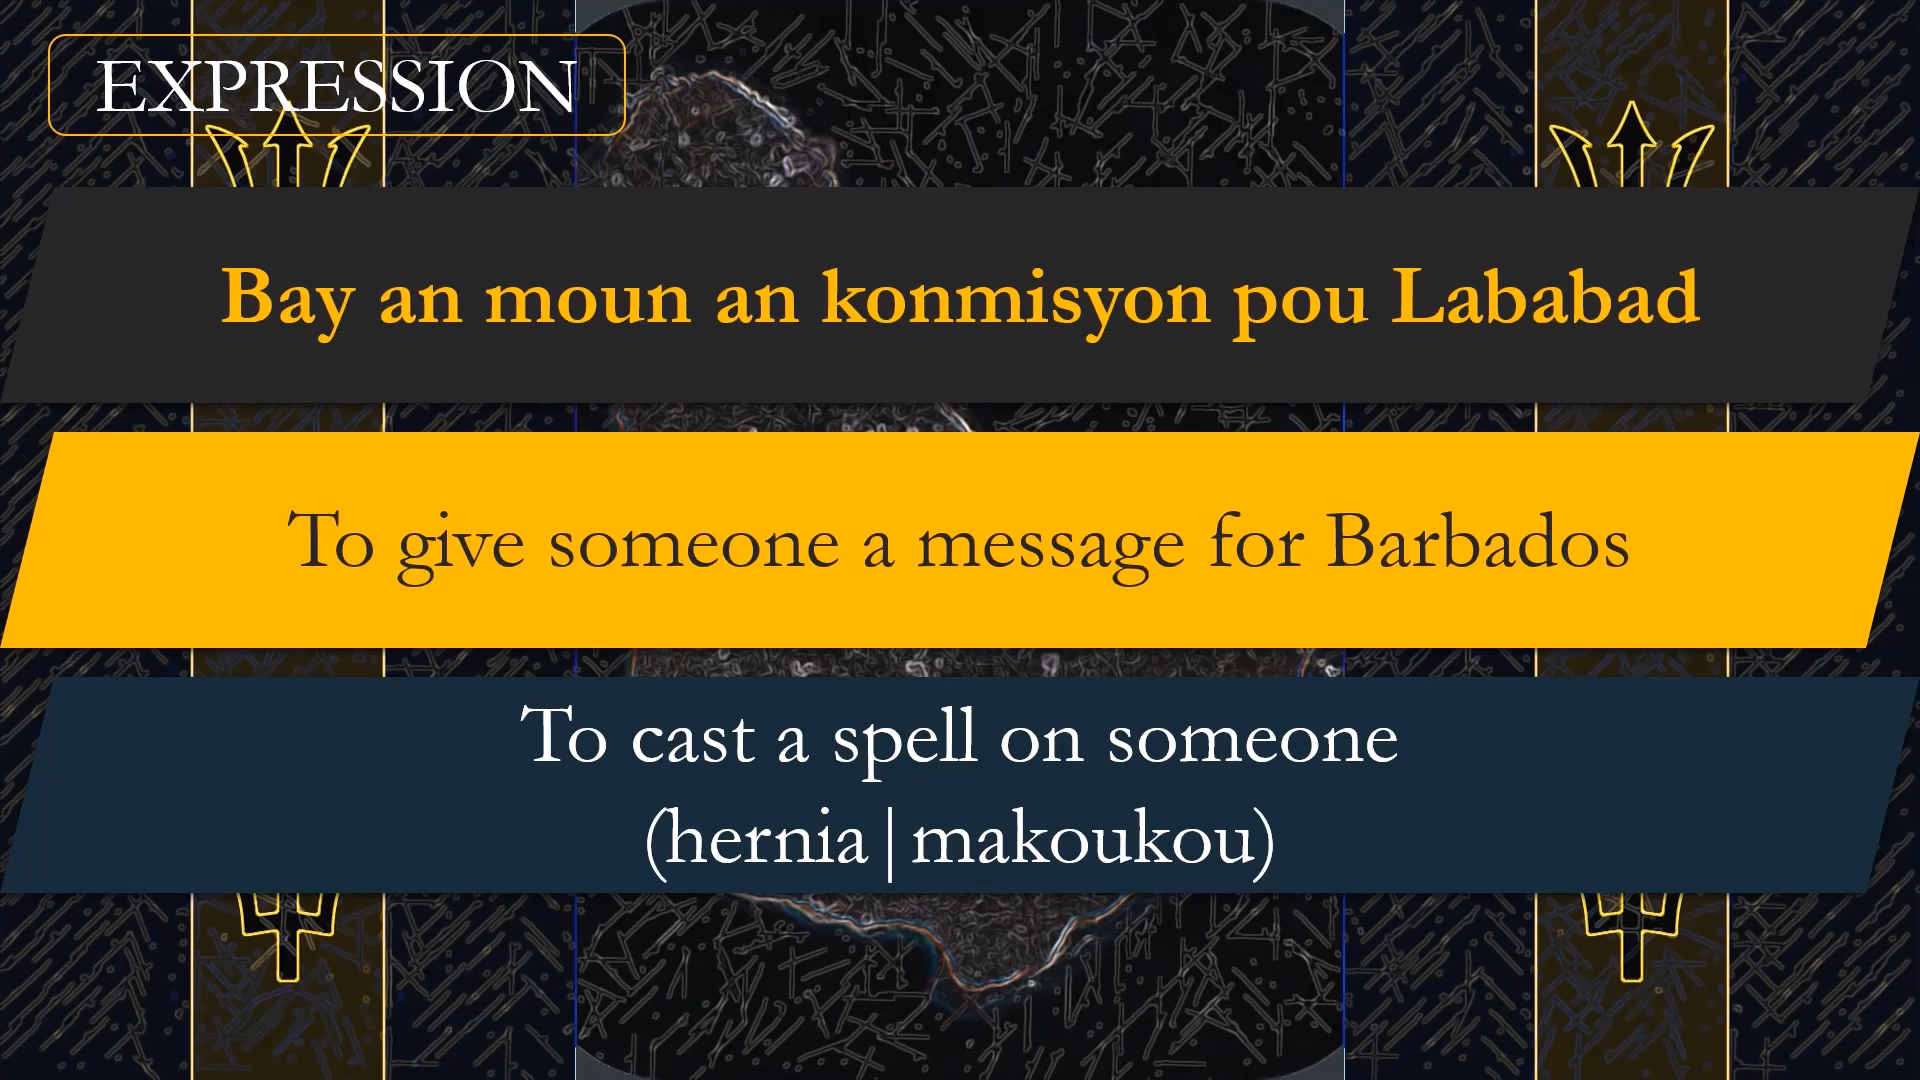 EXPRESSION
Bay an moun an konmisyon pou Lababad
To give someone a message for Barbados
To cast a spell on someone
(hernia|makoukou)